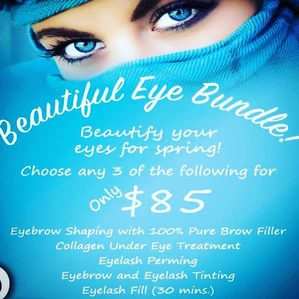 Beautiful Eye Bundle!
Beautify your
eyes for spring!
Choose any 3 of the following for
Only $85
Eyebrow Shaping with 100% Pure Brow Filler
Collagen Under Eye Treatment
Eyelash Perming
Eyebrow and Eyelash Tinting
Eyelash Fill (30 mins.)